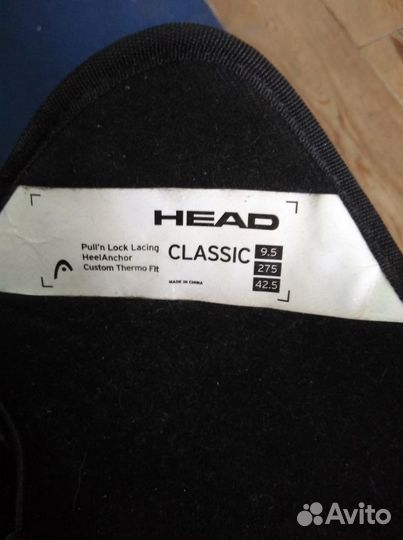 HEAD
Pull'n Lock Lacing
HeelAnchor
Custom Thermo Fit
CLASSIC
9.5
275
42.5
MADE IN CHINA
Avito